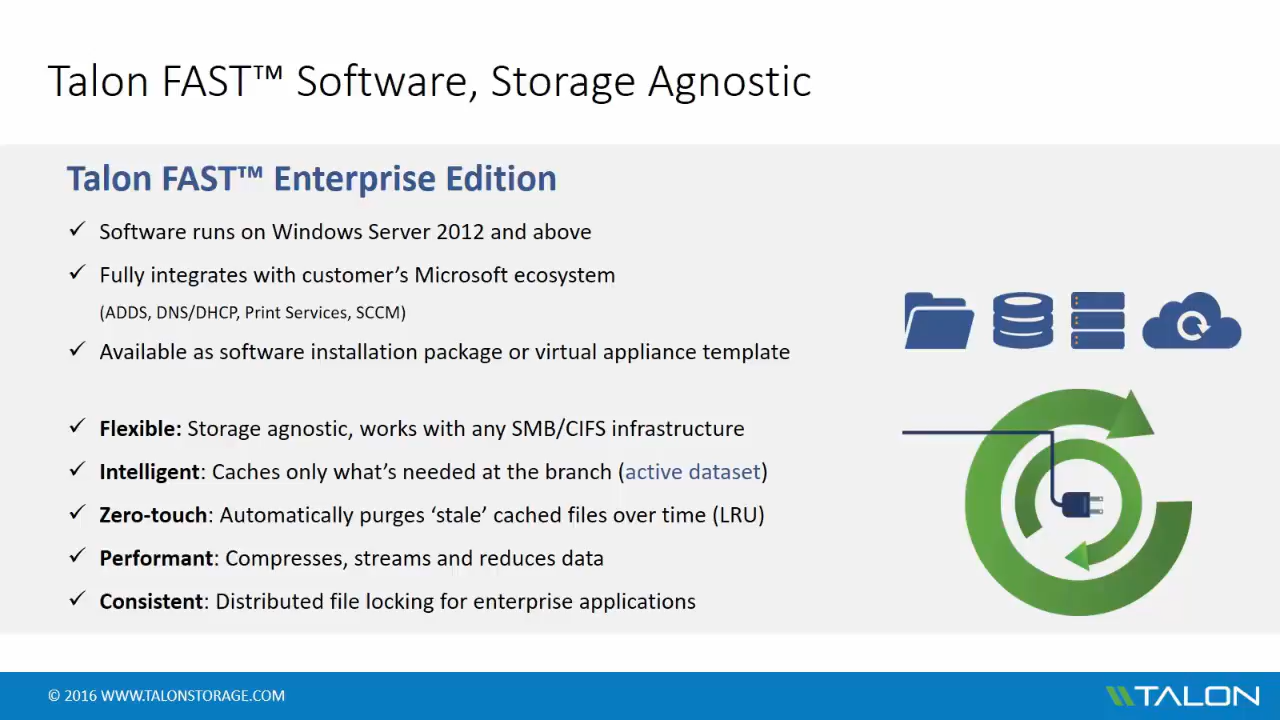 Talon FAST™ Software, Storage Agnostic
Talon FAST™ Enterprise Edition
✓ Software runs on Windows Server 2012 and above
✓ Fully integrates with customer’s Microsoft ecosystem
(ADDS, DNS/DHCP, Print Services, SCCM)
✓ Available as software installation package or virtual appliance template
✓ Flexible: Storage agnostic, works with any SMB/CIFS infrastructure
✓ Intelligent: Caches only what’s needed at the branch (active dataset)
✓ Zero-touch: Automatically purges ‘stale’ cached files over time (LRU)
✓ Performant: Compresses, streams and reduces data
✓ Consistent: Distributed file locking for enterprise applications
© 2016 WWW.TALONSTORAGE.COM
TALON